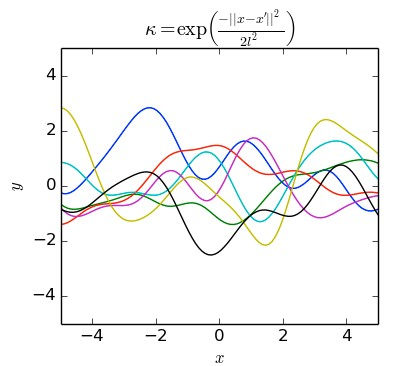 κ = exp(−||x−x′||² / 2l²)
4
2
0
−2
−4
y
−4 −2 0 2 4
x